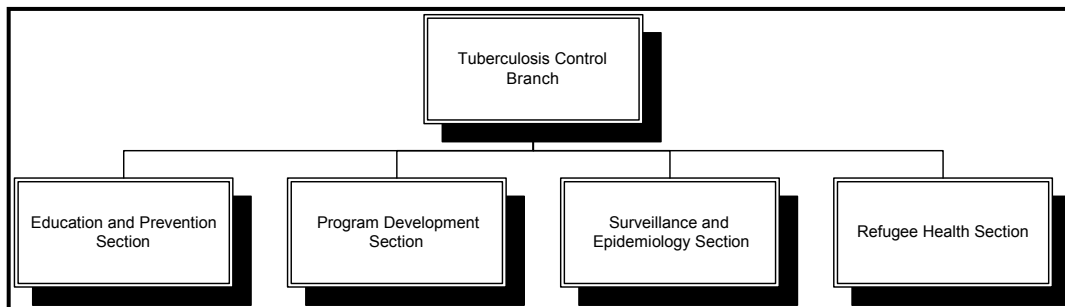 Tuberculosis Control
Branch
Education and Prevention
Section
Program Development
Section
Surveillance and
Epidemiology Section
Refugee Health Section